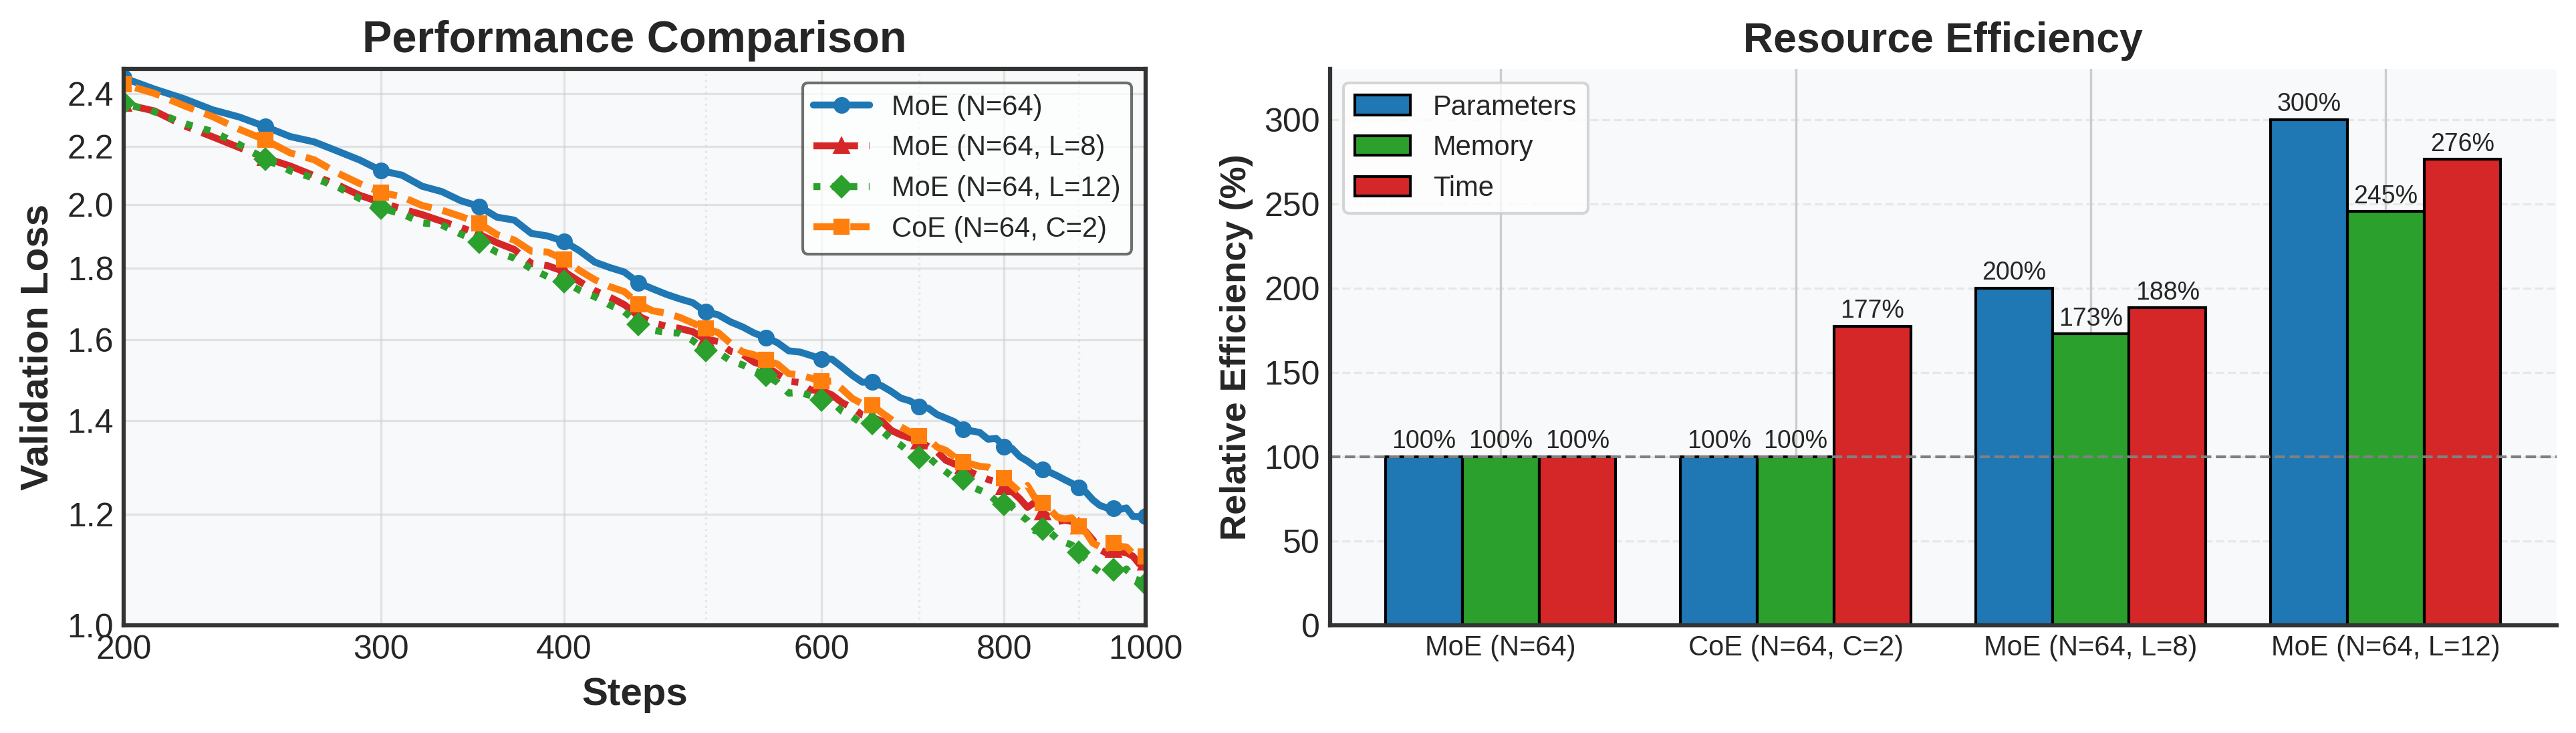 Performance Comparison
Validation Loss
2.4
2.2
2.0
1.8
1.6
1.4
1.2
1.0
200
300
400
600
800
1000
Steps
MoE (N=64)
MoE (N=64, L=8)
MoE (N=64, L=12)
CoE (N=64, C=2)
Resource Efficiency
Relative Efficiency (%)
300
250
200
150
100
50
0
Parameters
Memory
Time
100% 100% 100%
100% 100% 177%
200% 173% 188%
300% 245% 276%
MoE (N=64)
CoE (N=64, C=2)
MoE (N=64, L=8)
MoE (N=64, L=12)